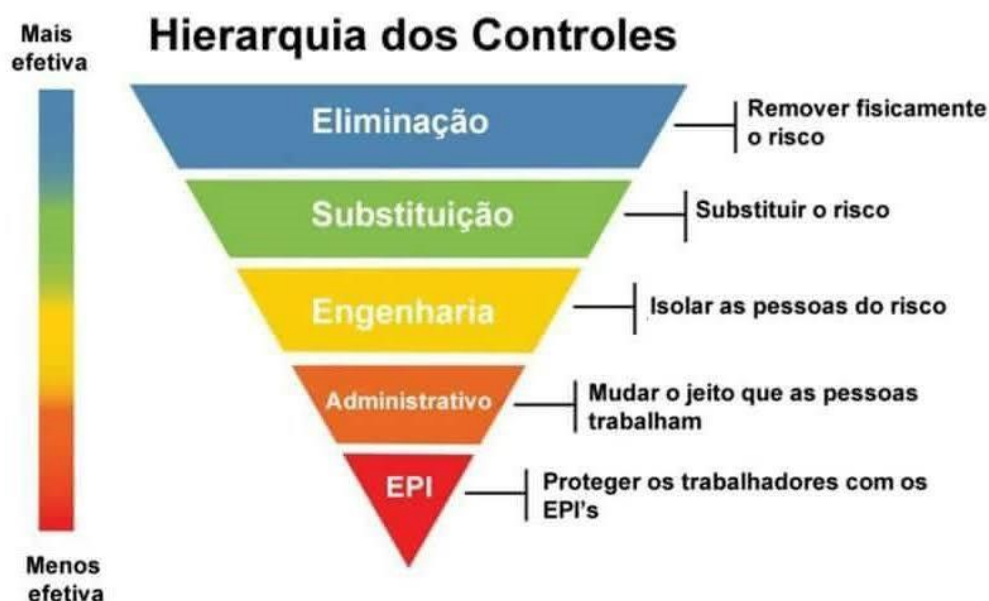 Mais
efetiva
Hierarquia dos Controles
Eliminação
Remover fisicamente
o risco
Substituição
Substituir o risco
Engenharia
Isolar as pessoas do risco
Administrativo
Mudar o jeito que as pessoas
trabalham
EPI
Proteger os trabalhadores com os
EPI's
Menos
efetiva